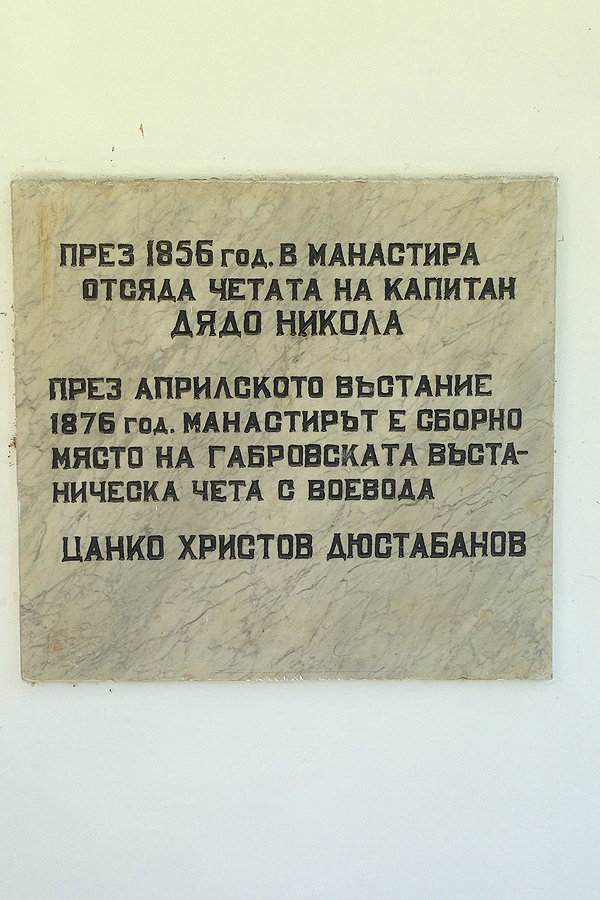 ПРЕЗ 1856 год. В МАНАСТИРА
ОТСЯДА ЧЕТАТА НА КАПИТАН
ДЯДО НИКОЛА
ПРЕЗ АПРИЛСКОТО ВЪСТАНИЕ
1876 год. МАНАСТИРЪТ Е СБОРНО
МЯСТО НА ГАБРОВСКАТА ВЪСТА-
НИЧЕСКА ЧЕТА С ВОЕВОДА
ЦАНКО ХРИСТОВ ДЮСТАБАНОВ